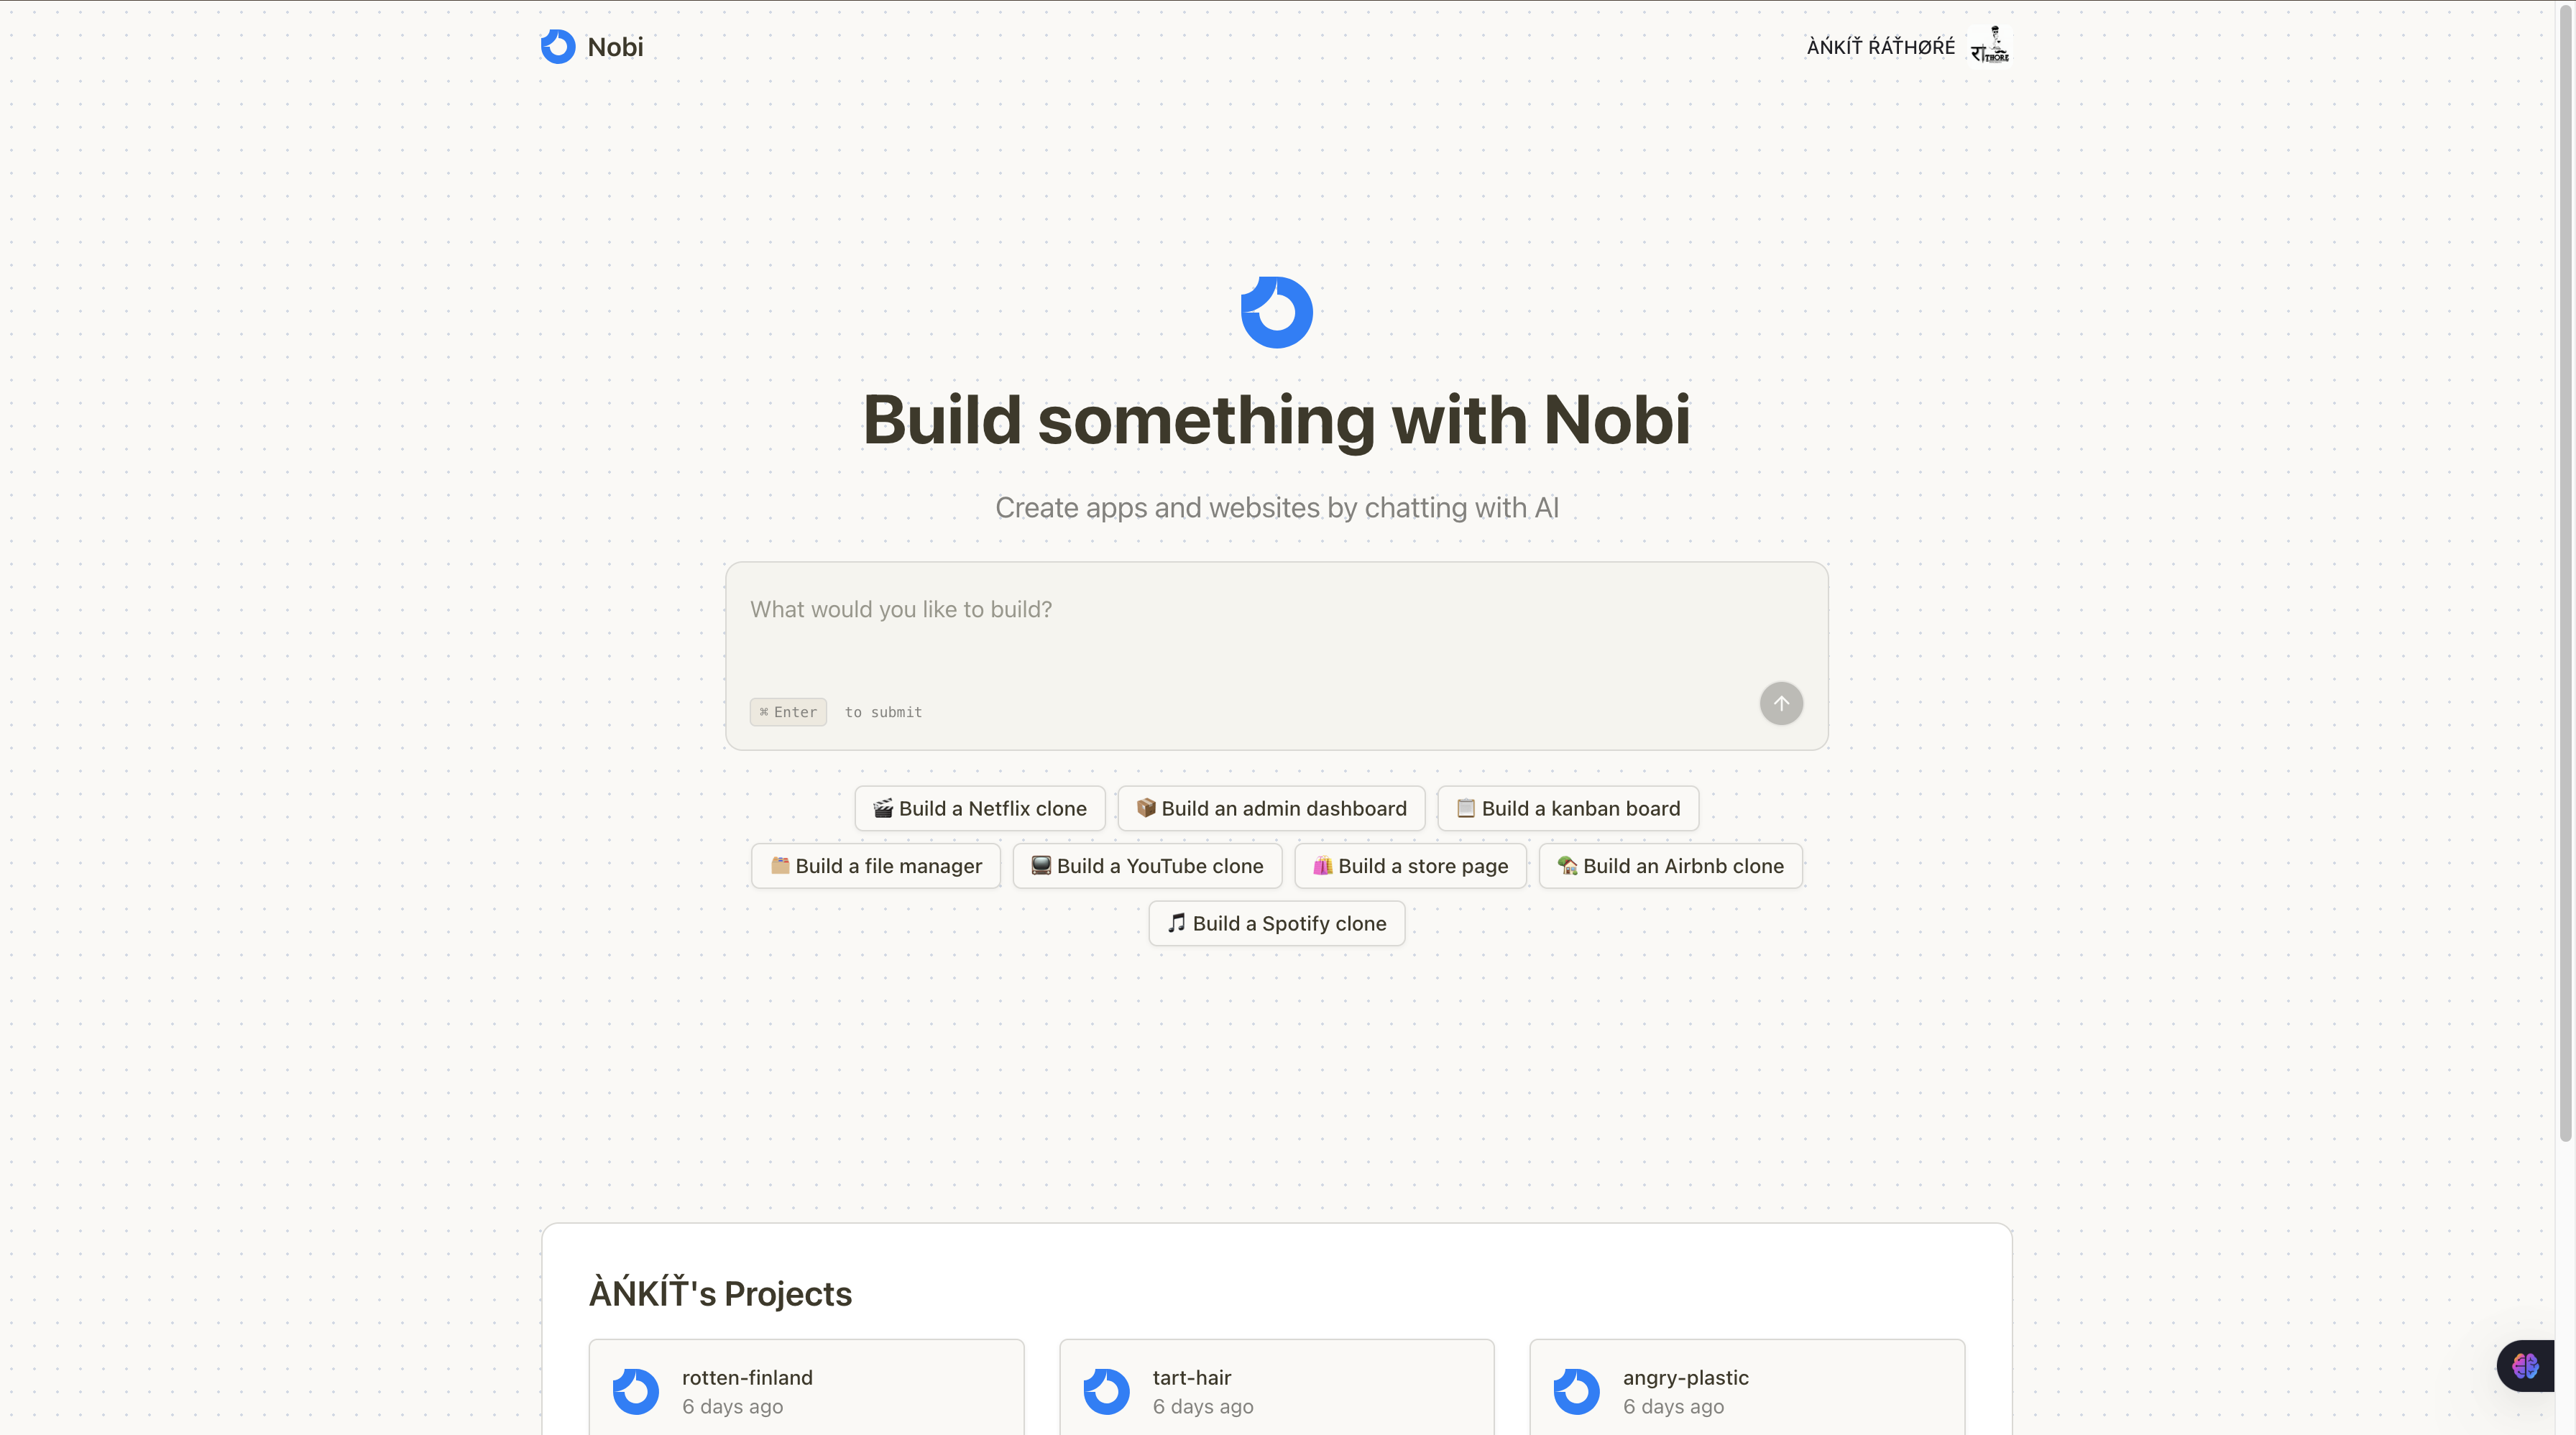 Nobi
ÀŃKÍŤ ŔÁŤHØŔÉ
रा THORE
Build something with Nobi
Create apps and websites by chatting with AI
What would you like to build?
⌘ Enter to submit
🎬 Build a Netflix clone
📦 Build an admin dashboard
📋 Build a kanban board
🗂️ Build a file manager
📺 Build a YouTube clone
🛍️ Build a store page
🏡 Build an Airbnb clone
🎵 Build a Spotify clone
ÀŃKÍŤ's Projects
rotten-finland
6 days ago
tart-hair
6 days ago
angry-plastic
6 days ago